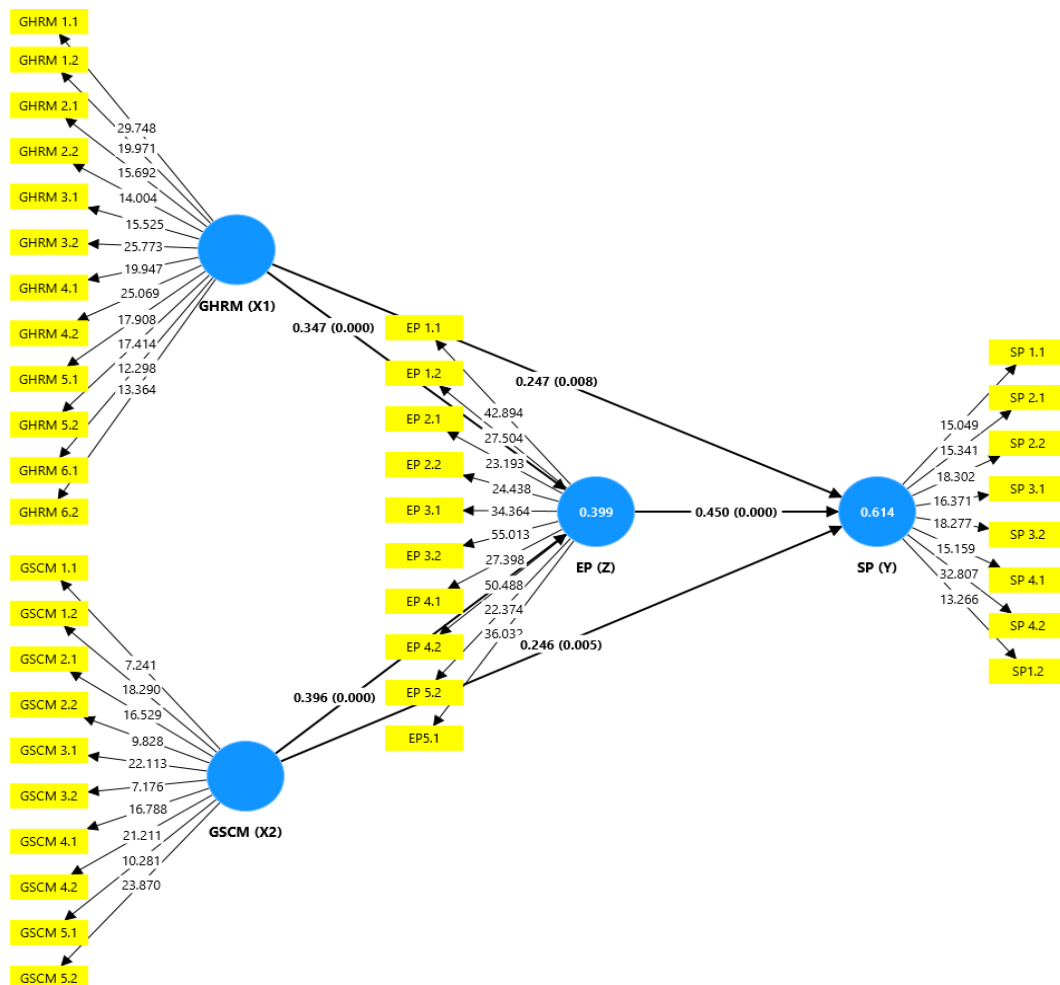 GHRM 1.1
GHRM 1.2
GHRM 2.1
GHRM 2.2
GHRM 3.1
GHRM 3.2
GHRM 4.1
GHRM 4.2
GHRM 5.1
GHRM 5.2
GHRM 6.1
GHRM 6.2
29.748
19.971
15.692
14.004
15.525
25.773
19.947
25.069
17.908
17.414
12.298
13.364
GHRM (X1)
GSCM 1.1
GSCM 1.2
GSCM 2.1
GSCM 2.2
GSCM 3.1
GSCM 3.2
GSCM 4.1
GSCM 4.2
GSCM 5.1
GSCM 5.2
7.241
18.290
16.529
9.828
22.113
7.176
16.788
21.211
10.281
23.870
GSCM (X2)
0.347 (0.000)
0.396 (0.000)
0.247 (0.008)
0.246 (0.005)
0.450 (0.000)
EP 1.1
EP 1.2
EP 2.1
EP 2.2
EP 3.1
EP 3.2
EP 4.1
EP 4.2
EP 5.2
EP5.1
42.894
27.504
23.193
24.438
34.364
55.013
27.398
50.488
22.374
36.032
0.399
EP (Z)
0.614
SP (Y)
15.049
15.341
18.302
16.371
18.277
15.159
32.807
13.266
SP 1.1
SP 2.1
SP 2.2
SP 3.1
SP 3.2
SP 4.1
SP 4.2
SP1.2